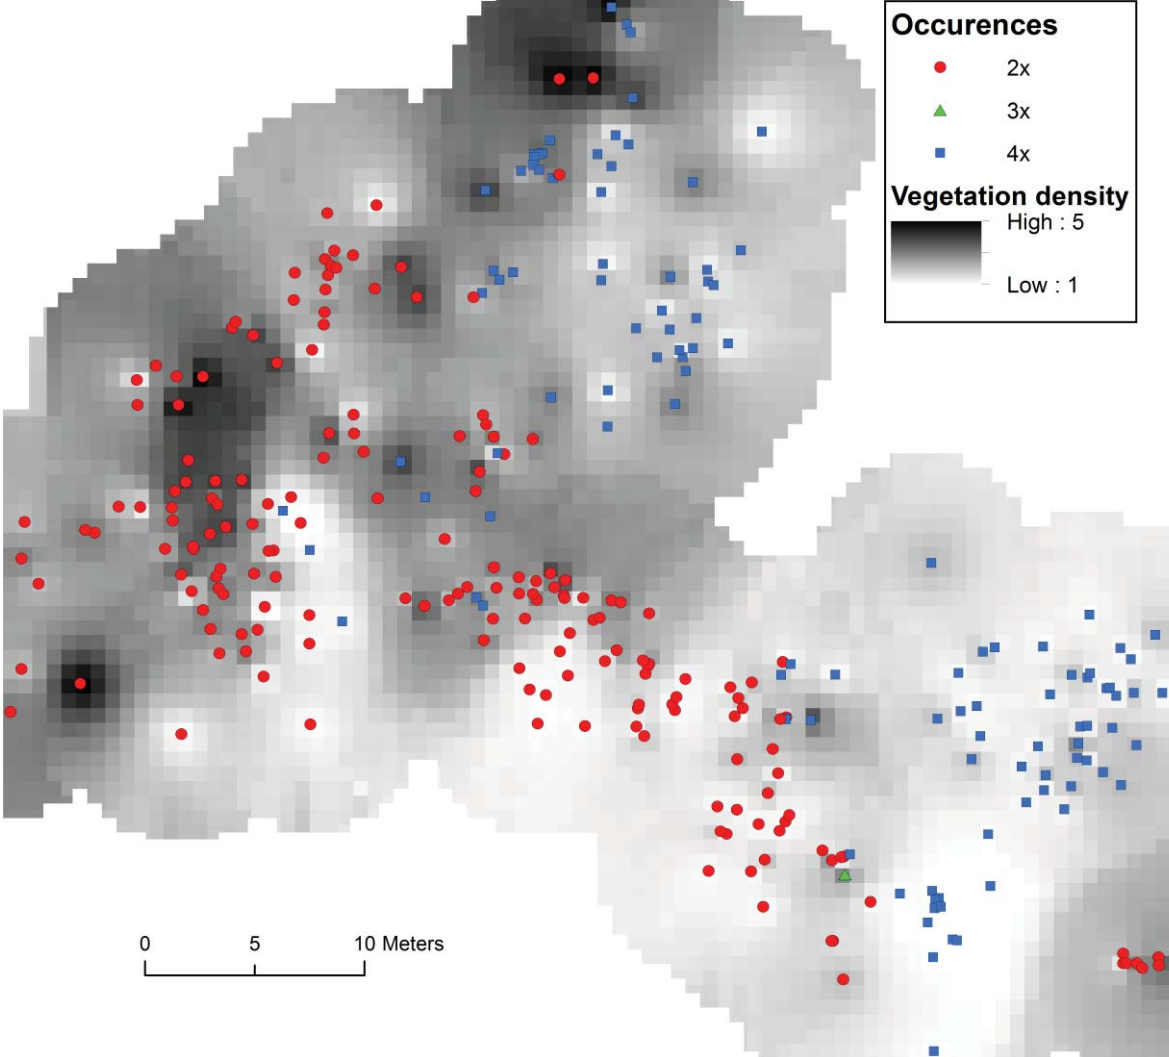 Occurences
2x
3x
4x
Vegetation density
High : 5
Low : 1
0 5 10 Meters